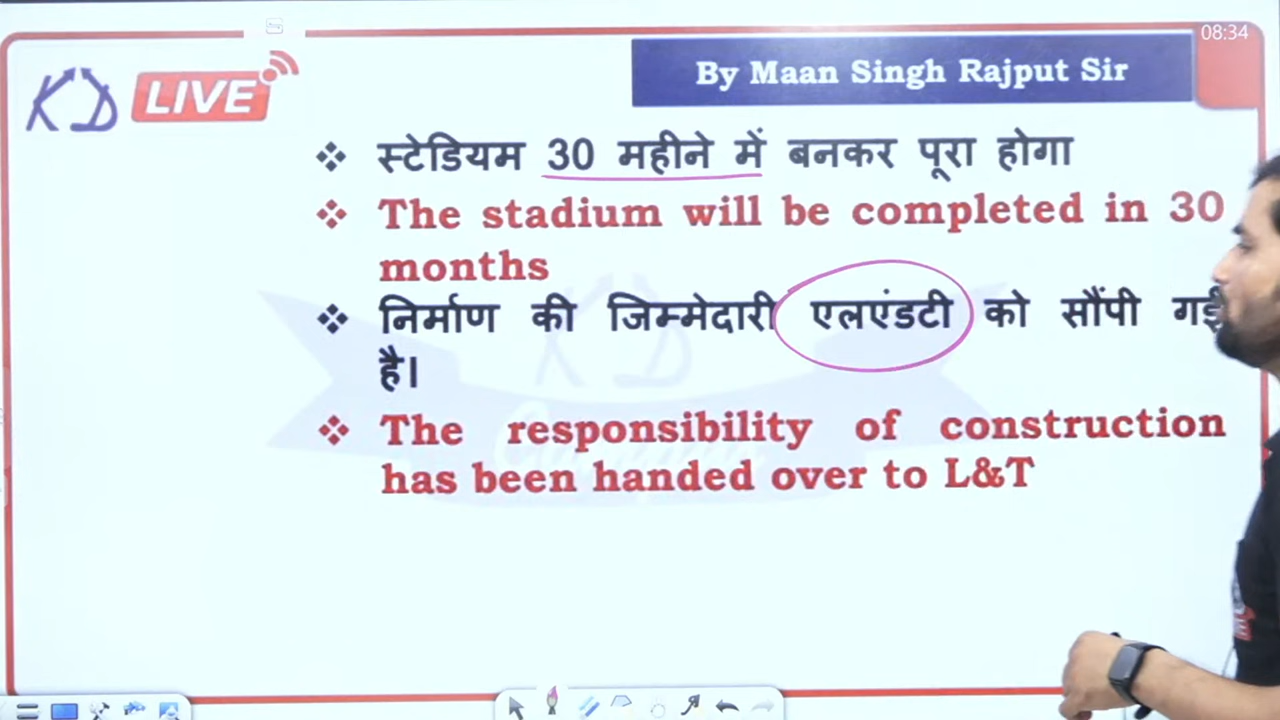 08:34
KD LIVE
By Maan Singh Rajput Sir
❖ स्टेडियम 30 महीने में बनकर पूरा होगा
❖ The stadium will be completed in 30
months
❖ निर्माण की जिम्मेदारी एलएंडटी को सौंपी गई
है।
❖ The responsibility of construction
has been handed over to L&T